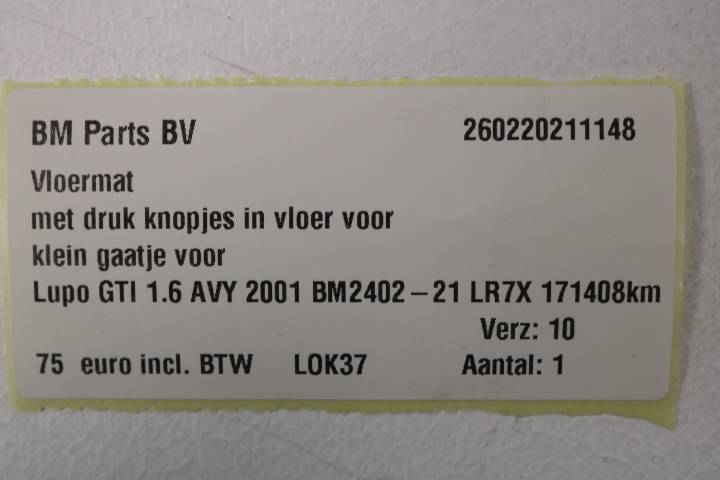 BM Parts BV 260220211148
Vloermat
met druk knopjes in vloer voor
klein gaatje voor
Lupo GTI 1.6 AVY 2001 BM2402-21 LR7X 171408km
Verz: 10
75 euro incl. BTW LOK37 Aantal: 1